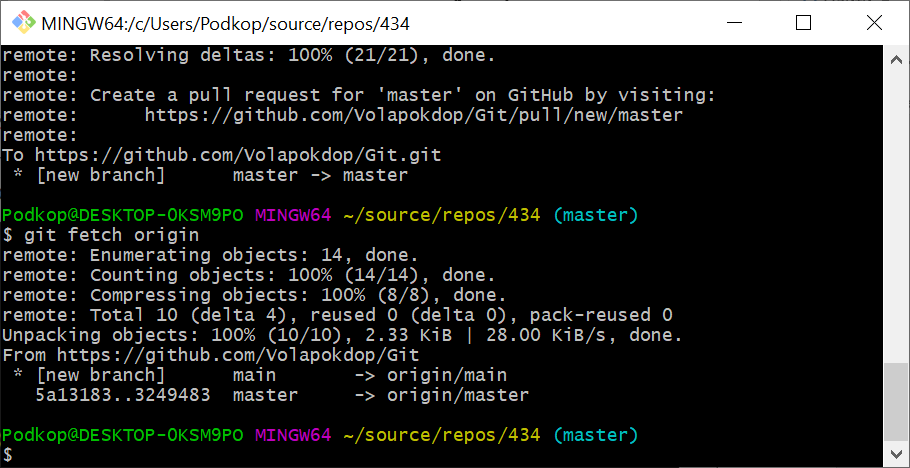 MINGW64:/c/Users/Podkop/source/repos/434
remote: Resolving deltas: 100% (21/21), done.
remote:
remote: Create a pull request for 'master' on GitHub by visiting:
remote:      https://github.com/Volapokdop/Git/pull/new/master
remote:
To https://github.com/Volapokdop/Git.git
 * [new branch]      master -> master
Podkop@DESKTOP-0KSM9PO MINGW64 ~/source/repos/434 (master)
$ git fetch origin
remote: Enumerating objects: 14, done.
remote: Counting objects: 100% (14/14), done.
remote: Compressing objects: 100% (8/8), done.
remote: Total 10 (delta 4), reused 0 (delta 0), pack-reused 0
Unpacking objects: 100% (10/10), 2.33 KiB | 28.00 KiB/s, done.
From https://github.com/Volapokdop/Git
 * [new branch]      main       -> origin/main
   5a13183..3249483  master     -> origin/master
Podkop@DESKTOP-0KSM9PO MINGW64 ~/source/repos/434 (master)
$